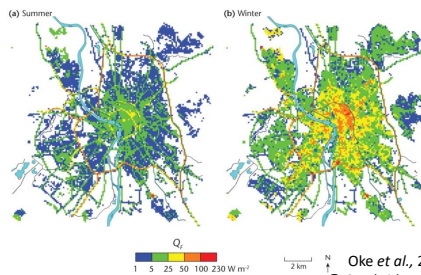 (a) Summer
(b) Winter
Q_F
1 5 25 50 100 230 W m⁻²
2 km
N
Oke et al., 2